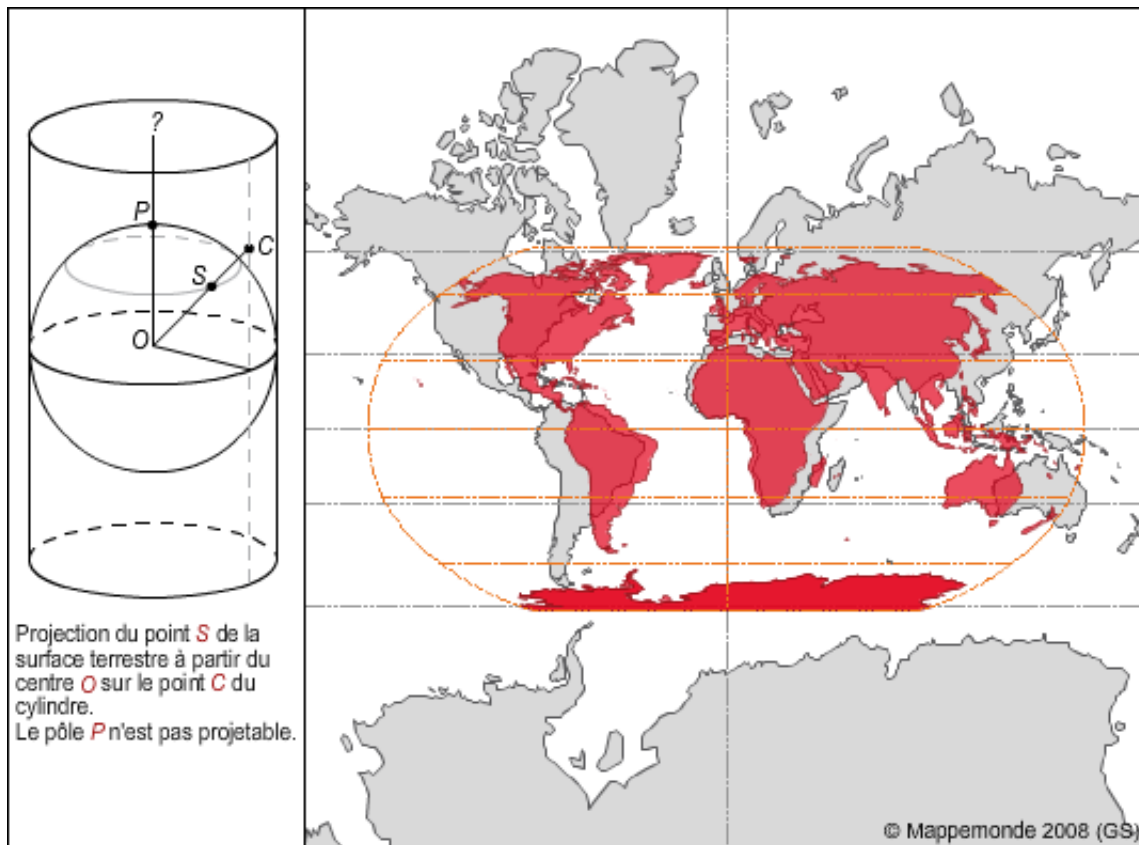 ?
P
C
S
O
Projection du point S de la
surface terrestre à partir du
centre O sur le point C du
cylindre.
Le pôle P n'est pas projetable.
© Mappemonde 2008 (GS)